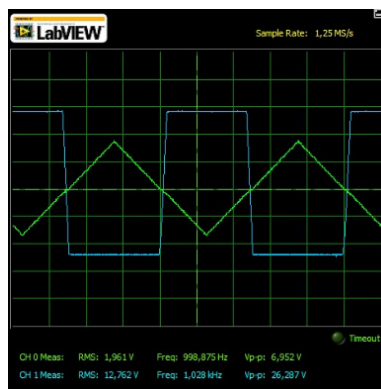 LabVIEW
Sample Rate: 1,25 MS/s
Timeout
CH 0 Meas: RMS: 1,961 V Freq: 998,875 Hz Vp-p: 6,952 V
CH 1 Meas: RMS: 12,762 V Freq: 1,028 kHz Vp-p: 26,287 V